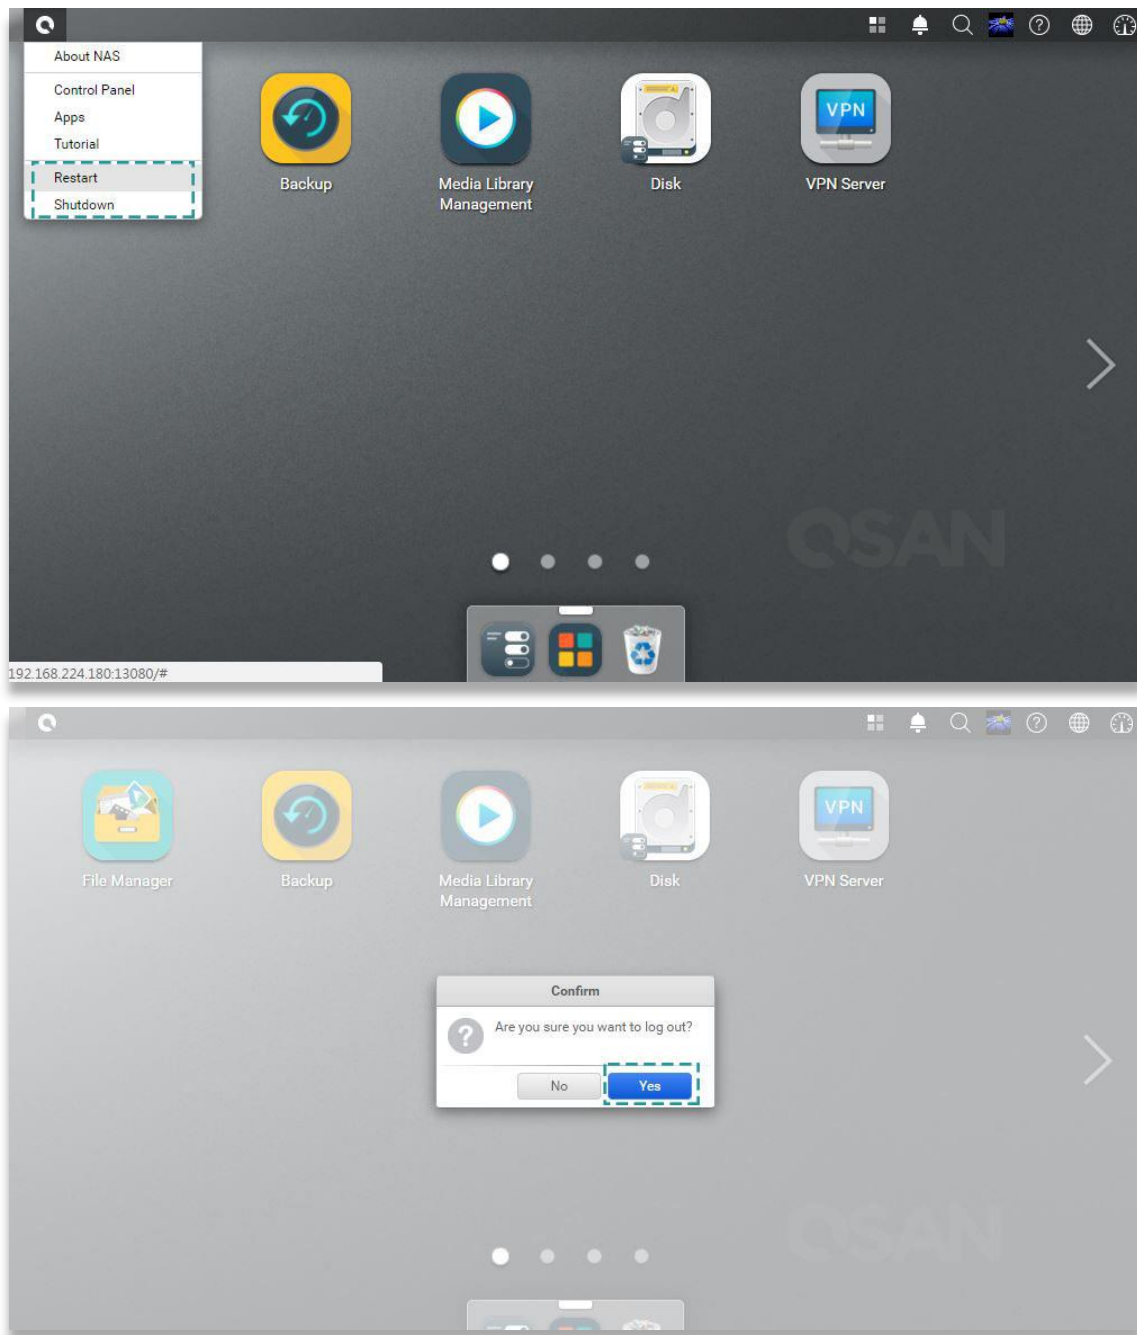 About NAS
Control Panel
Apps
Tutorial
Restart
Shutdown
Backup
Media Library
Management
Disk
VPN
VPN Server
QSAN
192.168.224.180:13080/#
File Manager
Backup
Media Library
Management
Disk
VPN
VPN Server
Confirm
Are you sure you want to log out?
No
Yes
QSAN